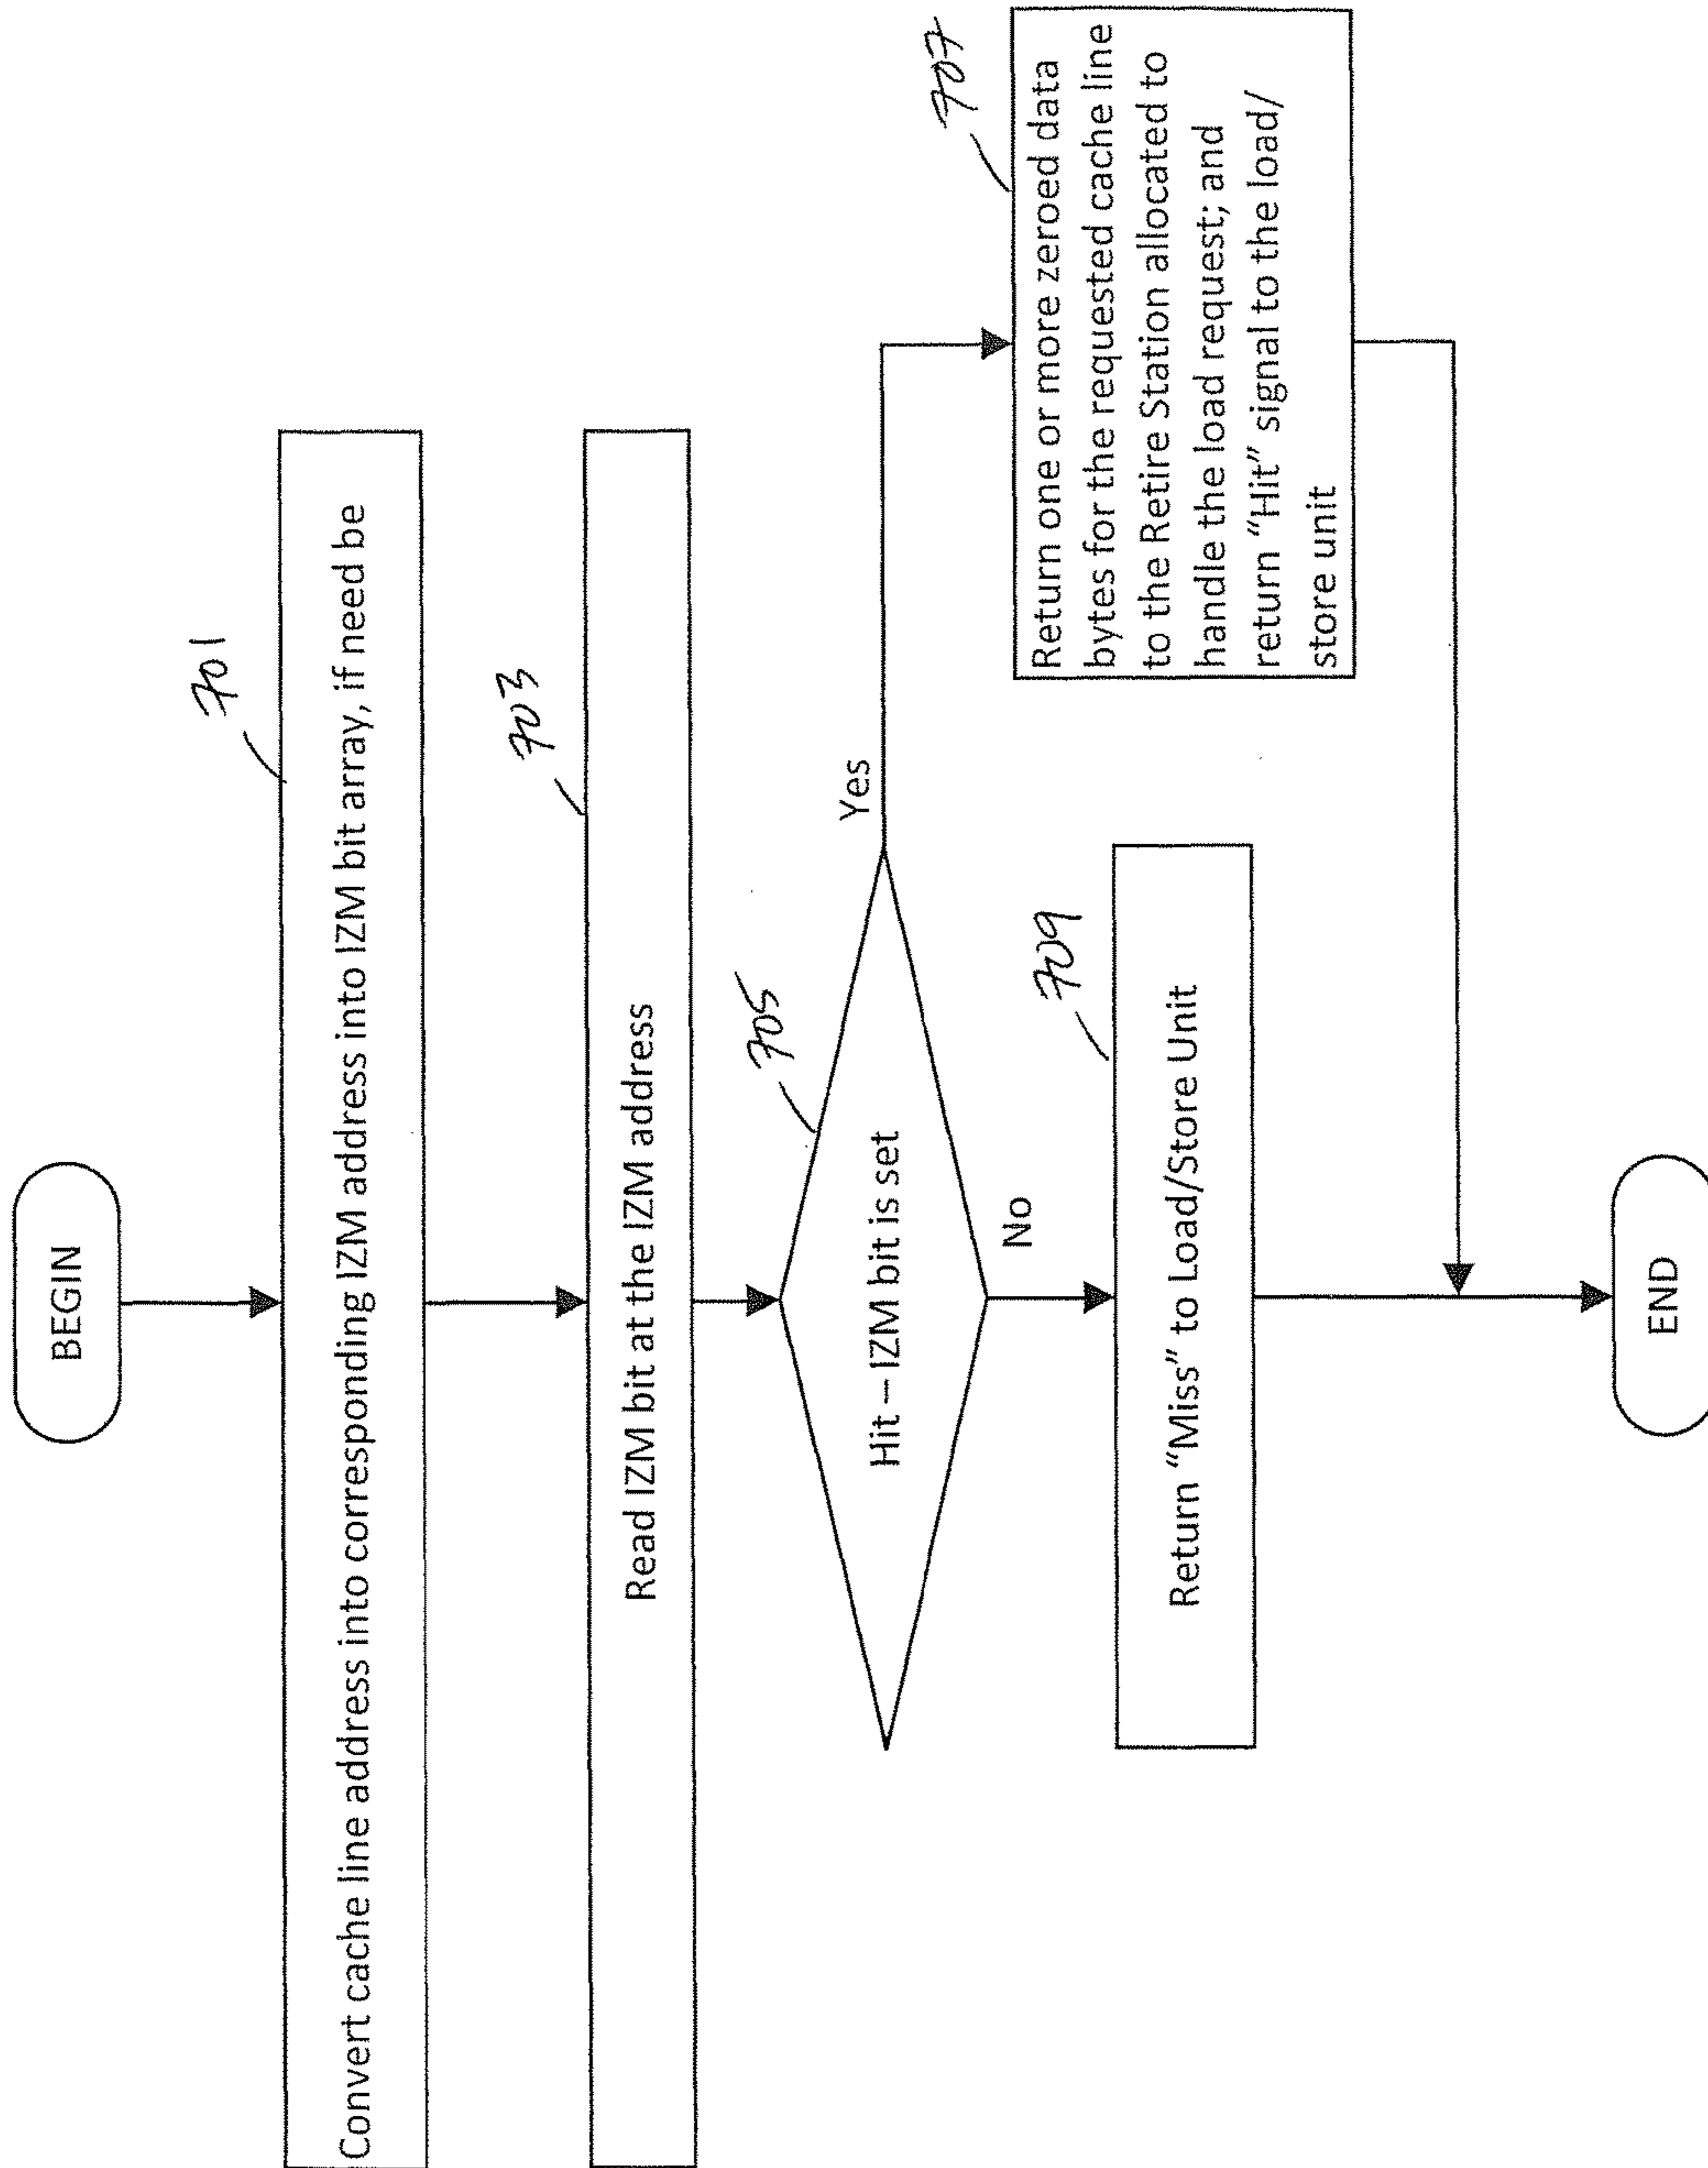 BEGIN
701
Convert cache line address into corresponding IZM address into IZM bit array, if need be
703
Read IZM bit at the IZM address
705
Hit – IZM bit is set
Yes
No
707
Return one or more zeroed data
bytes for the requested cache line
to the Retire Station allocated to
handle the load request; and
return “Hit” signal to the load/
store unit
709
Return “Miss” to Load/Store Unit
END